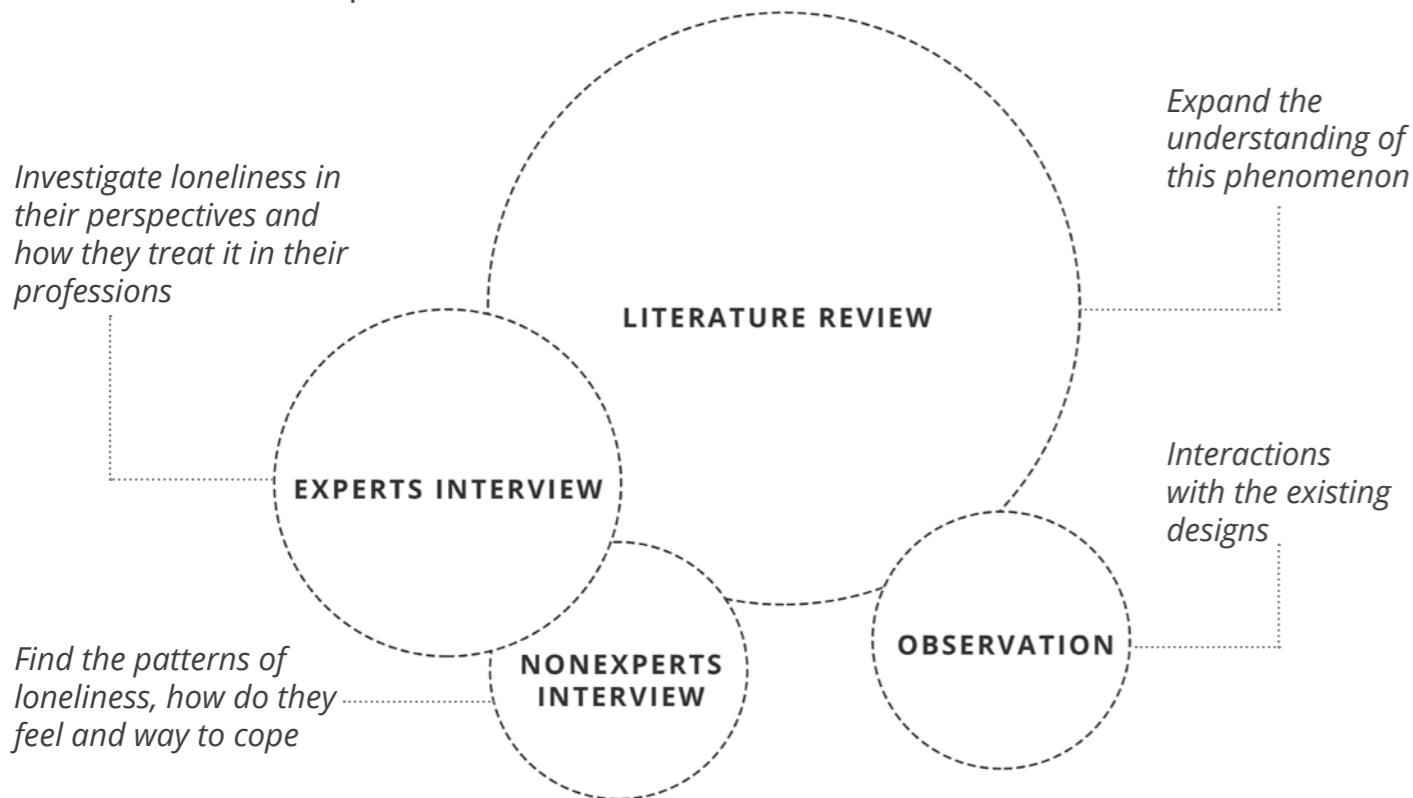 Expand the
understanding of
this phenomenon
Investigate loneliness in
their perspectives and
how they treat it in their
professions
LITERATURE REVIEW
EXPERTS INTERVIEW
Interactions
with the existing
designs
OBSERVATION
NONEXPERTS
INTERVIEW
Find the patterns of
loneliness, how do they
feel and way to cope